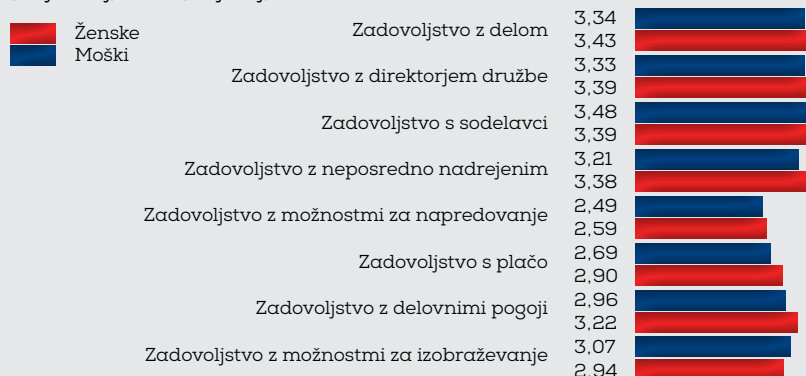 Ženske
Moški
Zadovoljstvo z delom
3,34
3,43
Zadovoljstvo z direktorjem družbe
3,33
3,39
Zadovoljstvo s sodelavci
3,48
3,39
Zadovoljstvo z neposredno nadrejenim
3,21
3,38
Zadovoljstvo z možnostmi za napredovanje
2,49
2,59
Zadovoljstvo s plačo
2,69
2,90
Zadovoljstvo z delovnimi pogoji
2,96
3,22
Zadovoljstvo z možnostmi za izobraževanje
3,07
2,94